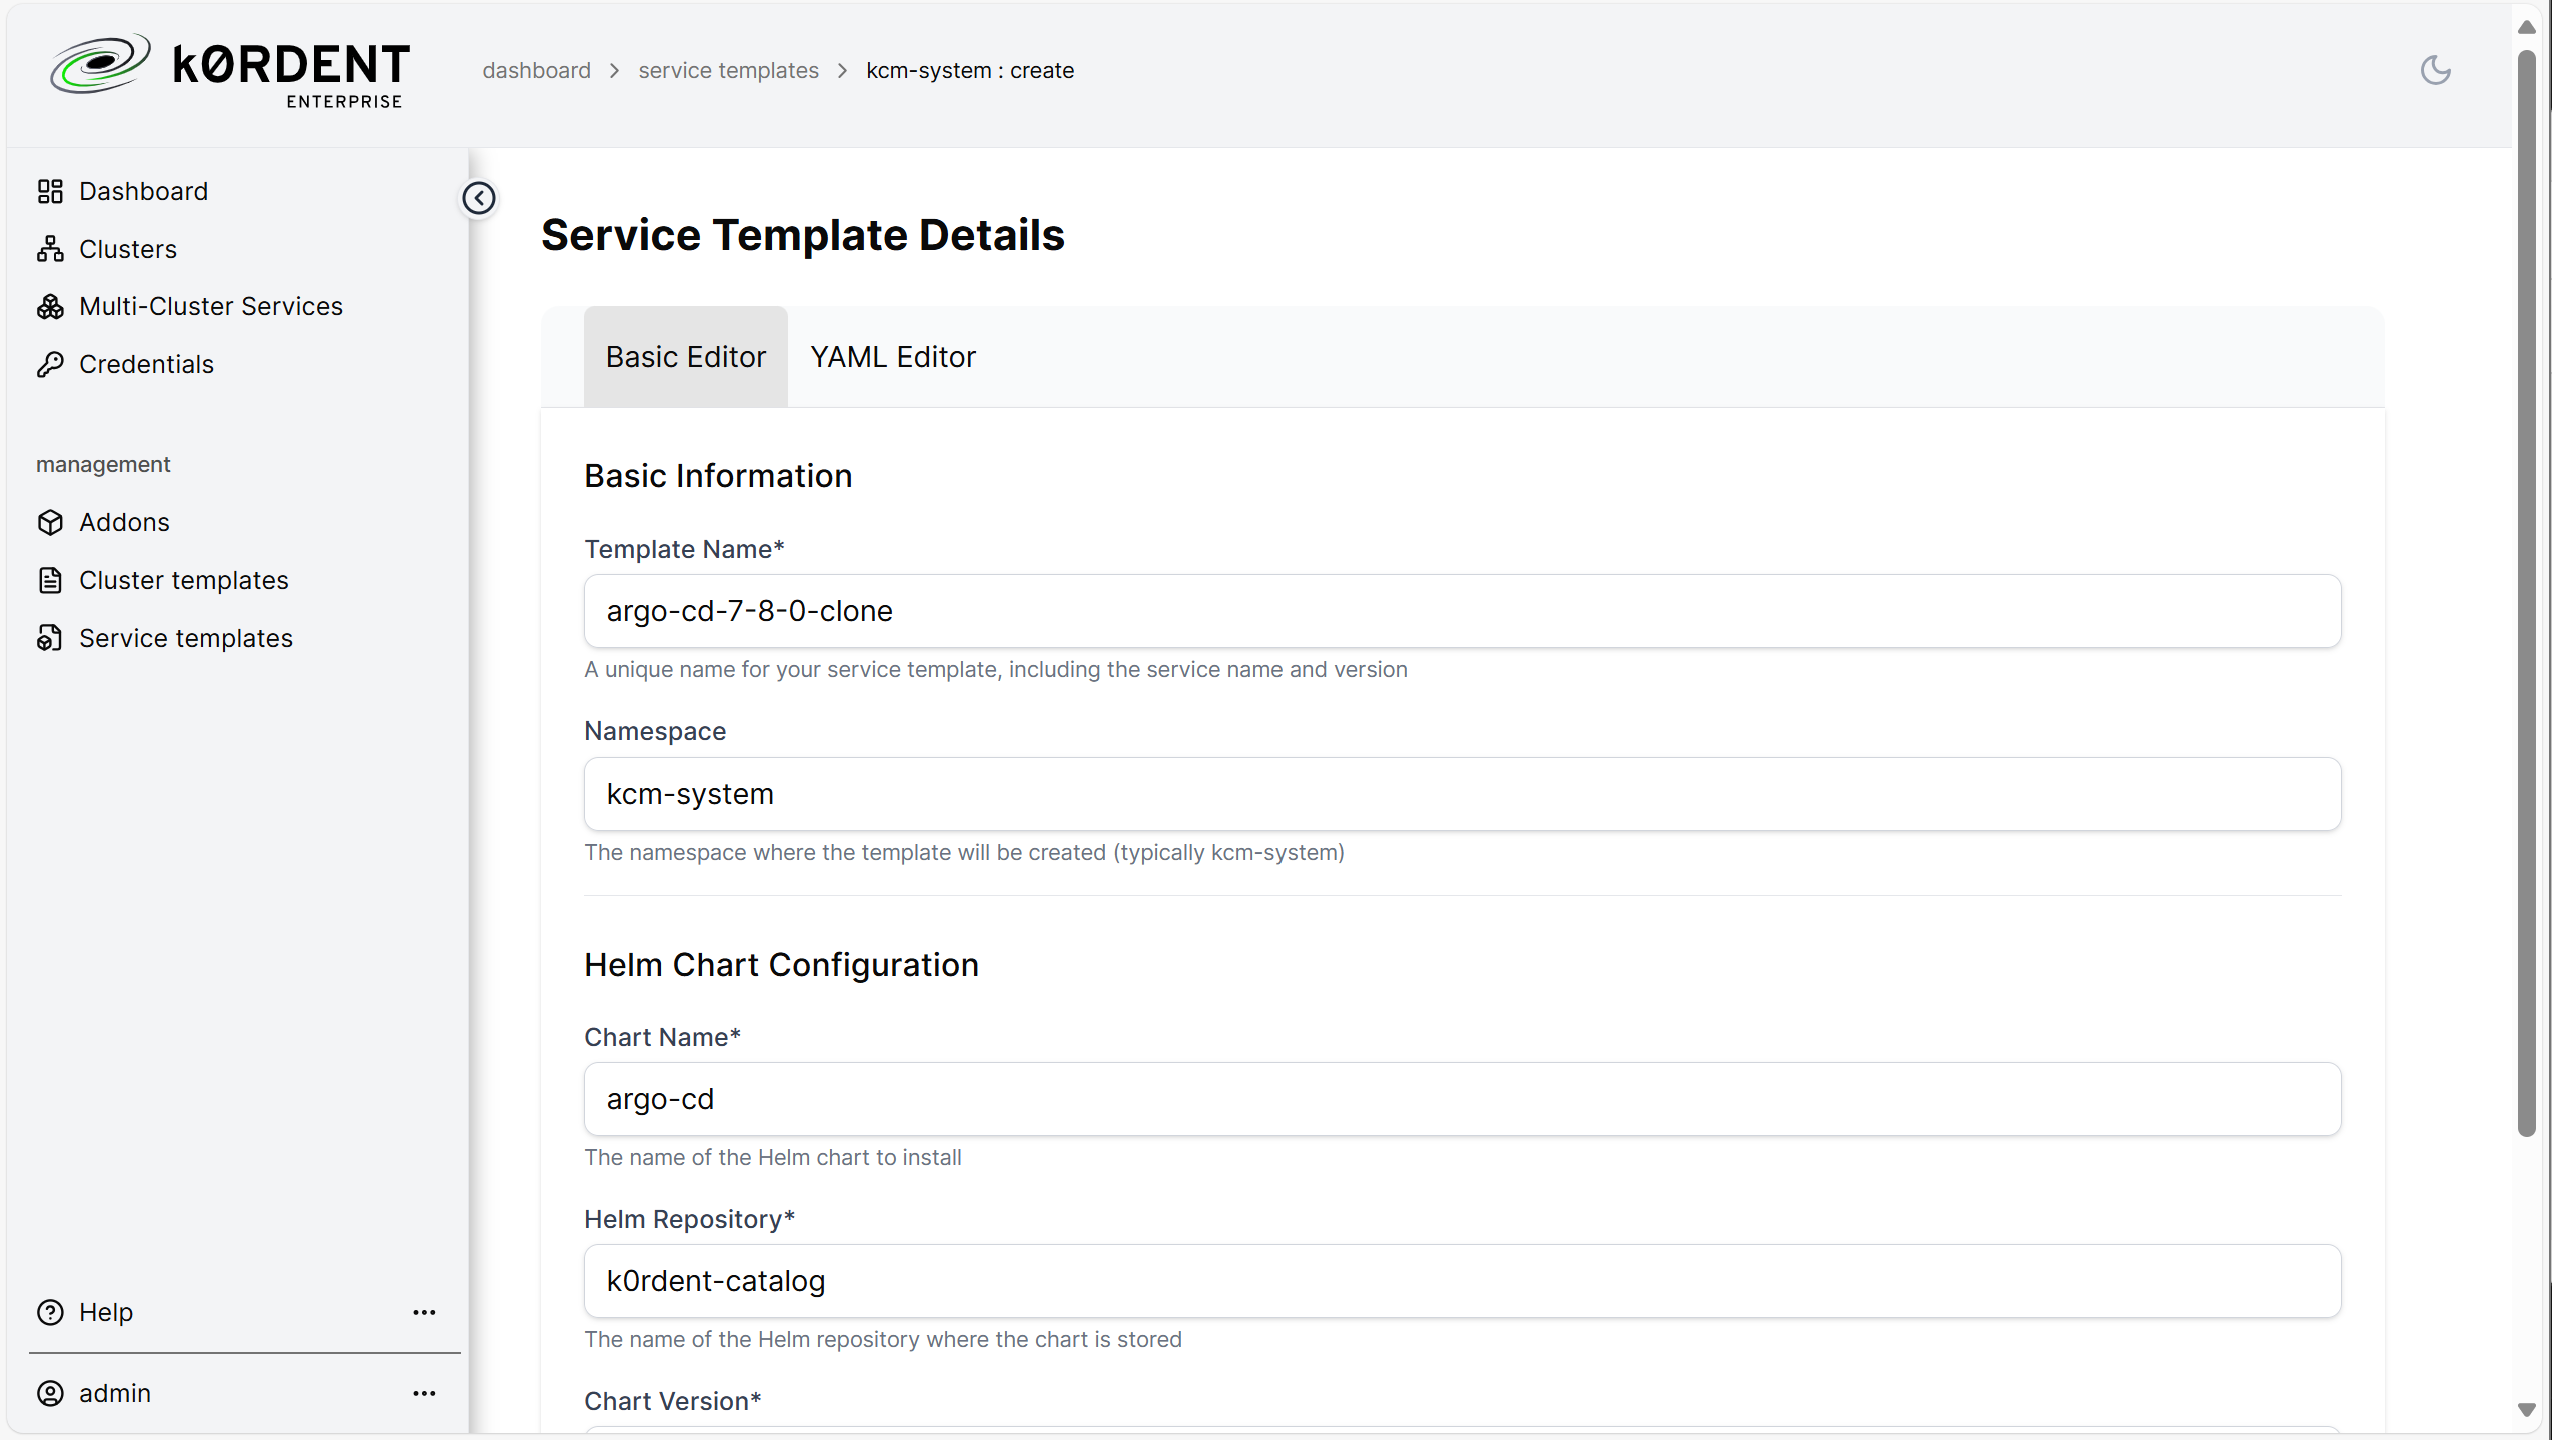 kØRDENT
ENTERPRISE
dashboard > service templates > kcm-system : create
Dashboard
Clusters
Multi-Cluster Services
Credentials
management
Addons
Cluster templates
Service templates
Help
admin
Service Template Details
Basic Editor YAML Editor
Basic Information
Template Name*
argo-cd-7-8-0-clone
A unique name for your service template, including the service name and version
Namespace
kcm-system
The namespace where the template will be created (typically kcm-system)
Helm Chart Configuration
Chart Name*
argo-cd
The name of the Helm chart to install
Helm Repository*
k0rdent-catalog
The name of the Helm repository where the chart is stored
Chart Version*